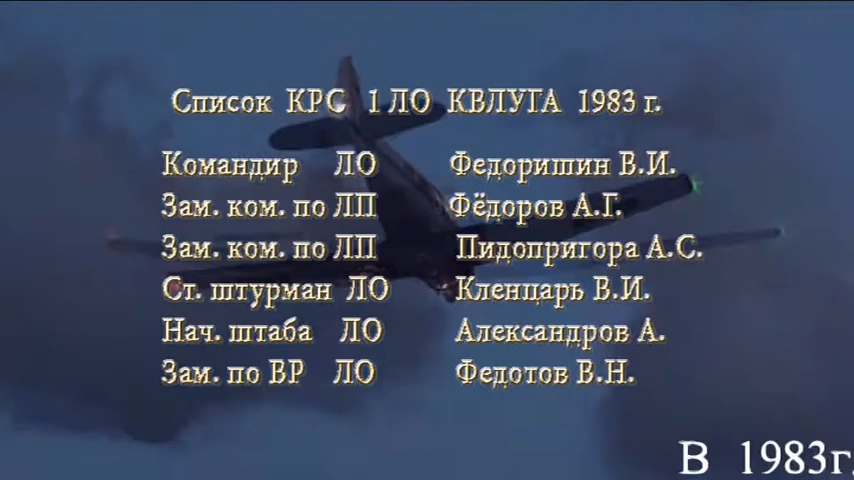 Список КРС 1 ЛО КВЛУГА 1983 г.
Командир ЛО Федоришин В.И.
Зам. ком. по ЛП Фёдоров А.Г.
Зам. ком. по ЛП Пидопригора А.С.
Ст. штурман ЛО Кленцарь В.И.
Нач. штаба ЛО Александров А.
Зам. по ВР ЛО Федотов В.Н.
В 1983г.